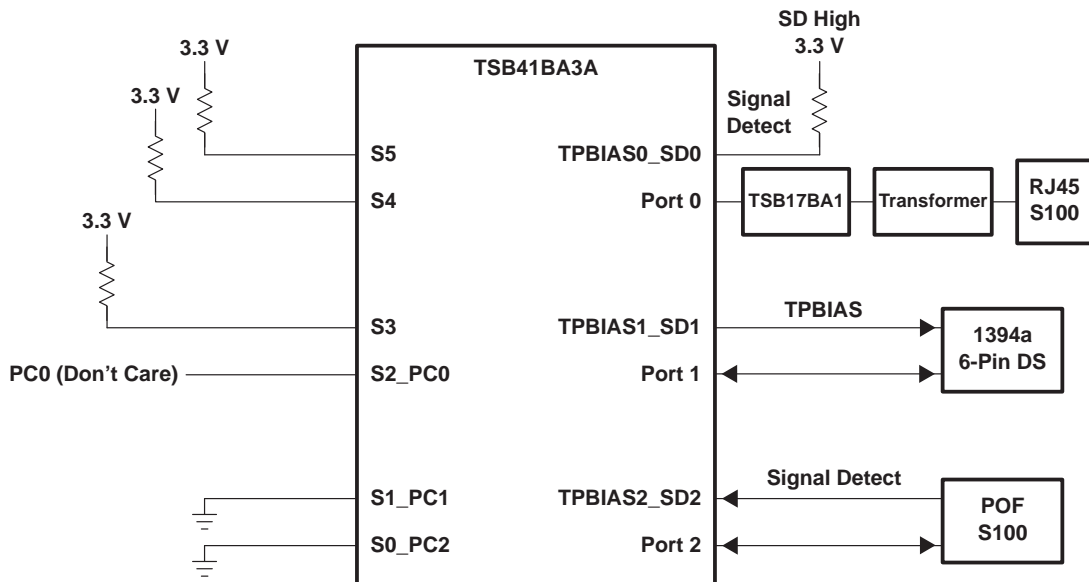 SD High
3.3 V
3.3 V
3.3 V
TSB41BA3A
Signal
Detect
S5
TPBIAS0_SD0
S4
Port 0
TSB17BA1
Transformer
RJ45
S100
3.3 V
S3
TPBIAS1_SD1
TPBIAS
1394a
6-Pin DS
PC0 (Don't Care)
S2_PC0
Port 1
S1_PC1
TPBIAS2_SD2
Signal Detect
POF
S100
S0_PC2
Port 2